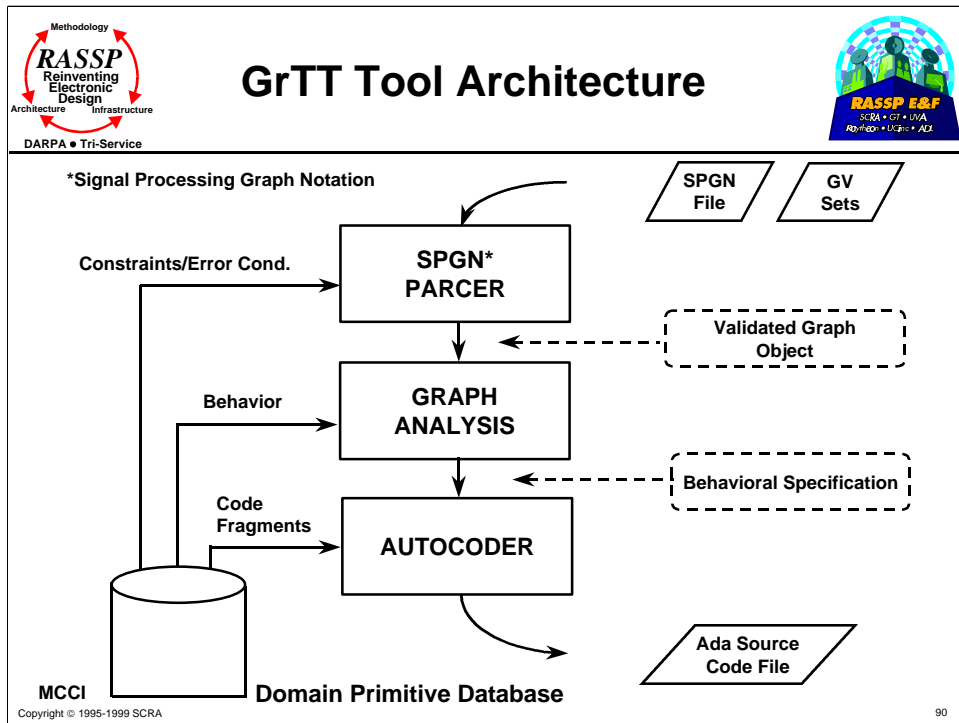 Methodology
RASSP
Reinventing
Electronic
Design
Architecture
Infrastructure
DARPA ● Tri-Service
GrTT Tool Architecture
RASSP E&F
SCRA • GT • UVA
Raytheon • UCinc • ADL
*Signal Processing Graph Notation
SPGN
File
GV
Sets
Constraints/Error Cond.
SPGN*
PARCER
Validated Graph
Object
Behavior
GRAPH
ANALYSIS
Behavioral Specification
Code
Fragments
AUTOCODER
Ada Source
Code File
MCCI
Domain Primitive Database
Copyright © 1995-1999 SCRA
90